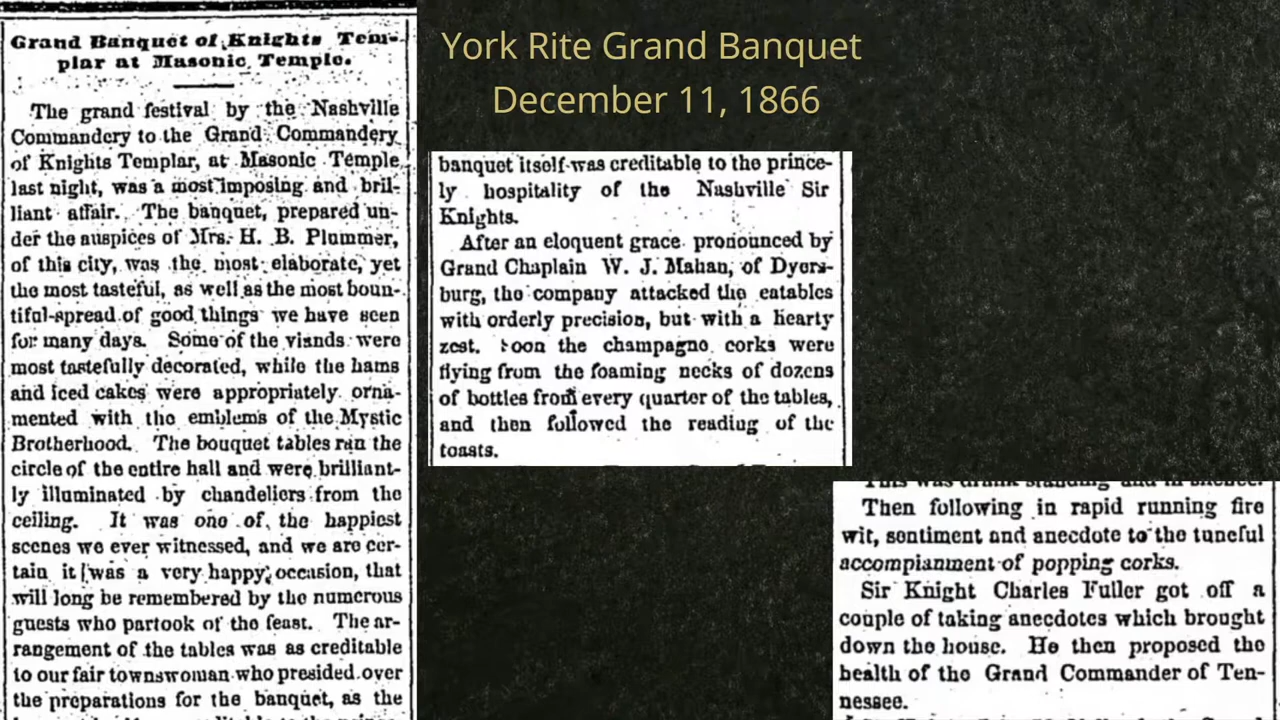 Grand Banquet of Knights Tem-
plar at Masonic Temple.
The grand festival by the Nashville
Commandery to the Grand Commandery
of Knights Templar, at Masonic Temple
last night, was a most imposing and bril-
liant affair. The banquet, prepared un-
der the auspices of Mrs. H. B. Plummer,
of this city, was the most elaborate, yet
the most tasteful, as well as the most boun-
tiful spread of good things we have seen
for many days. Some of the viands were
most tastefully decorated, while the hams
and iced cakes were appropriately orna-
mented with the emblems of the Mystic
Brotherhood. The bouquet tables ran the
circle of the entire hall and were brilliant-
ly illuminated by chandeliers from the
ceiling. It was one of the happiest
scenes we ever witnessed, and we are cer-
tain it was a very happy occasion, that
will long be remembered by the numerous
guests who partook of the feast. The ar-
rangement of the tables was as creditable
to our fair townswoman who presided over
the preparations for the banquet, as the
York Rite Grand Banquet
December 11, 1866
banquet itself was creditable to the prince-
ly hospitality of the Nashville Sir
Knights.
After an eloquent grace pronounced by
Grand Chaplain W. J. Mahan, of Dyers-
burg, the company attacked the eatables
with orderly precision, but with a hearty
zest. Soon the champagne corks were
flying from the foaming necks of dozens
of bottles from every quarter of the tables,
and then followed the reading of the
toasts.
This was drank standing and in silence.
Then following in rapid running fire
wit, sentiment and anecdote to the tuneful
accompianment of popping corks.
Sir Knight Charles Fuller got off a
couple of taking anecdotes which brought
down the house. He then proposed the
health of the Grand Commander of Ten-
nessee.